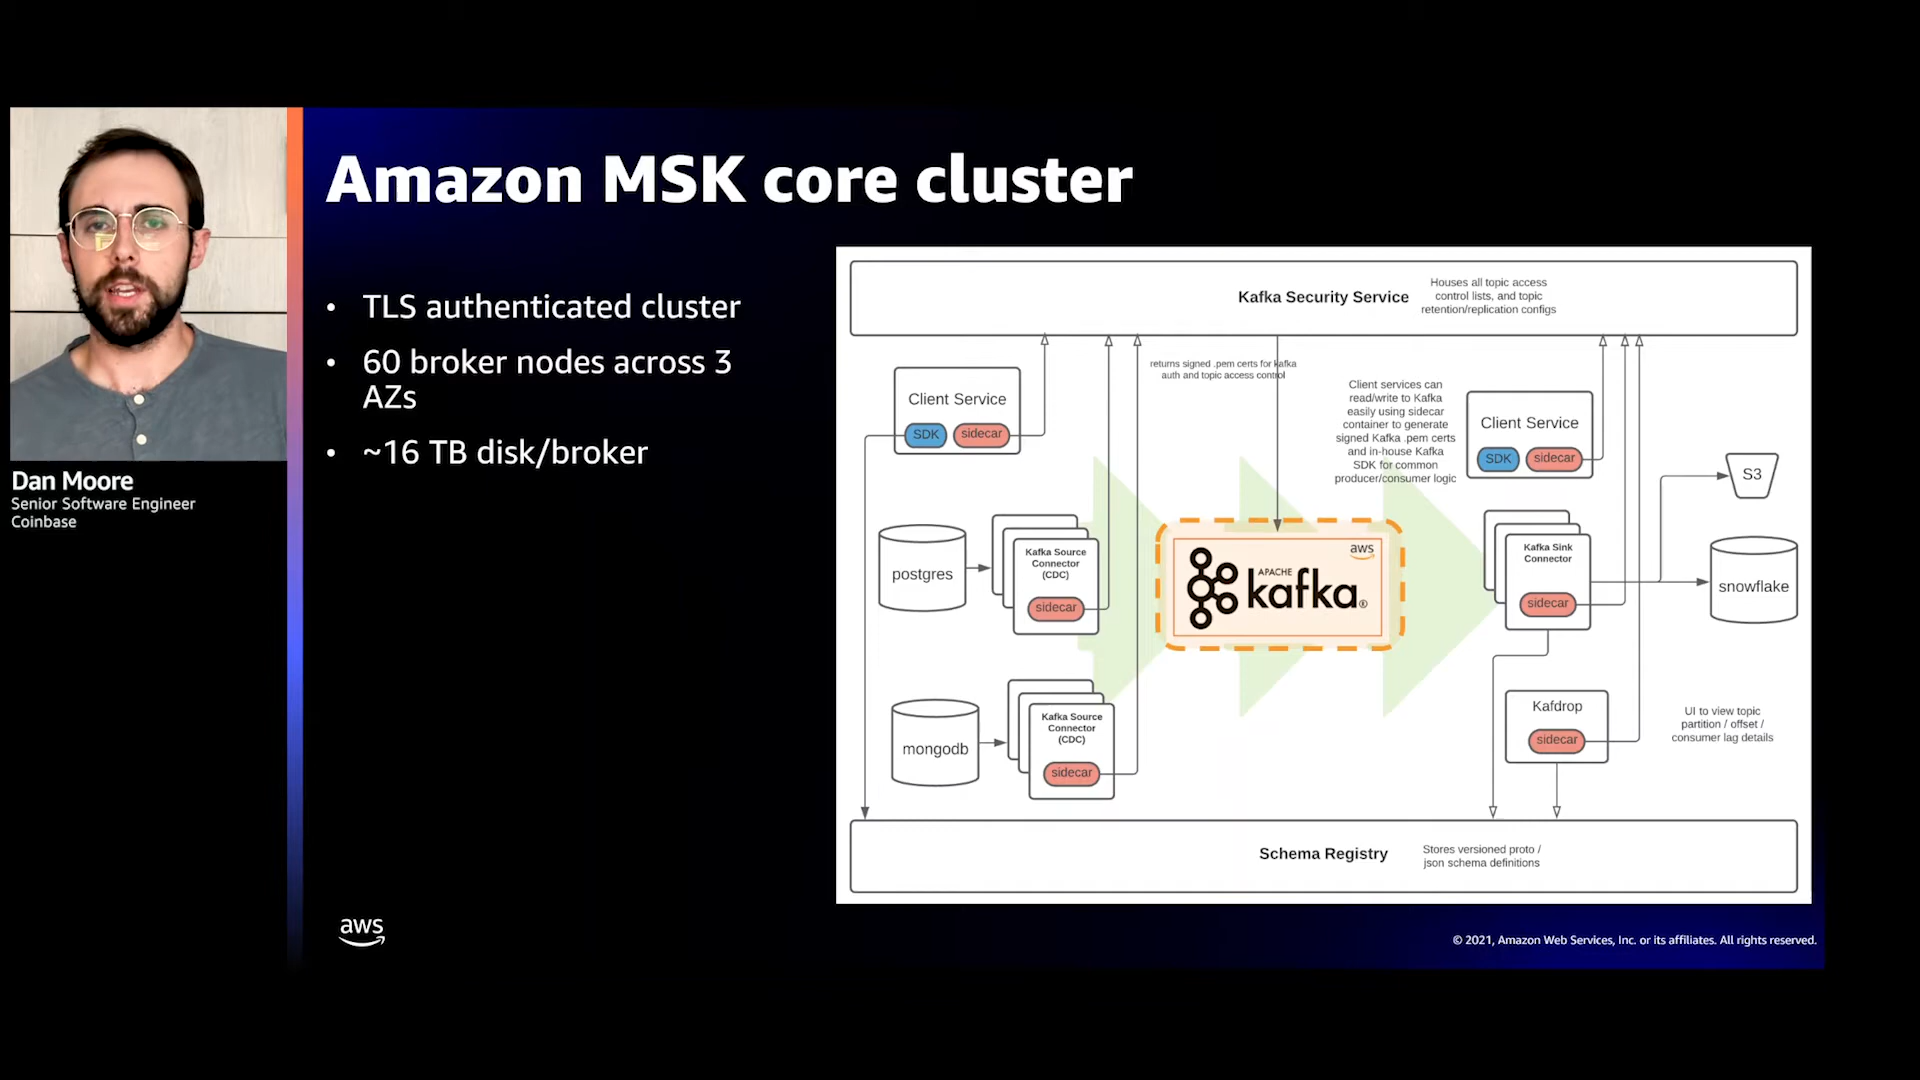 Amazon MSK core cluster
Dan Moore
Senior Software Engineer
Coinbase
• TLS authenticated cluster
• 60 broker nodes across 3
AZs
• ~16 TB disk/broker
Kafka Security Service
Houses all topic access
control lists, and topic
retention/replication configs
returns signed .pem certs for kafka
auth and topic access control
Client Service
SDK
sidecar
Client services can
read/write to Kafka
easily using sidecar
container to generate
signed Kafka .pem certs
and in-house Kafka
SDK for common
producer/consumer logic
Client Service
SDK
sidecar
S3
postgres
Kafka Source
Connector
(CDC)
sidecar
aws
APACHE
kafka®
Kafka Sink
Connector
sidecar
snowflake
mongodb
Kafka Source
Connector
(CDC)
sidecar
Kafdrop
sidecar
UI to view topic
partition / offset /
consumer lag details
Schema Registry
Stores versioned proto /
json schema definitions
aws
© 2021, Amazon Web Services, Inc. or its affiliates. All rights reserved.